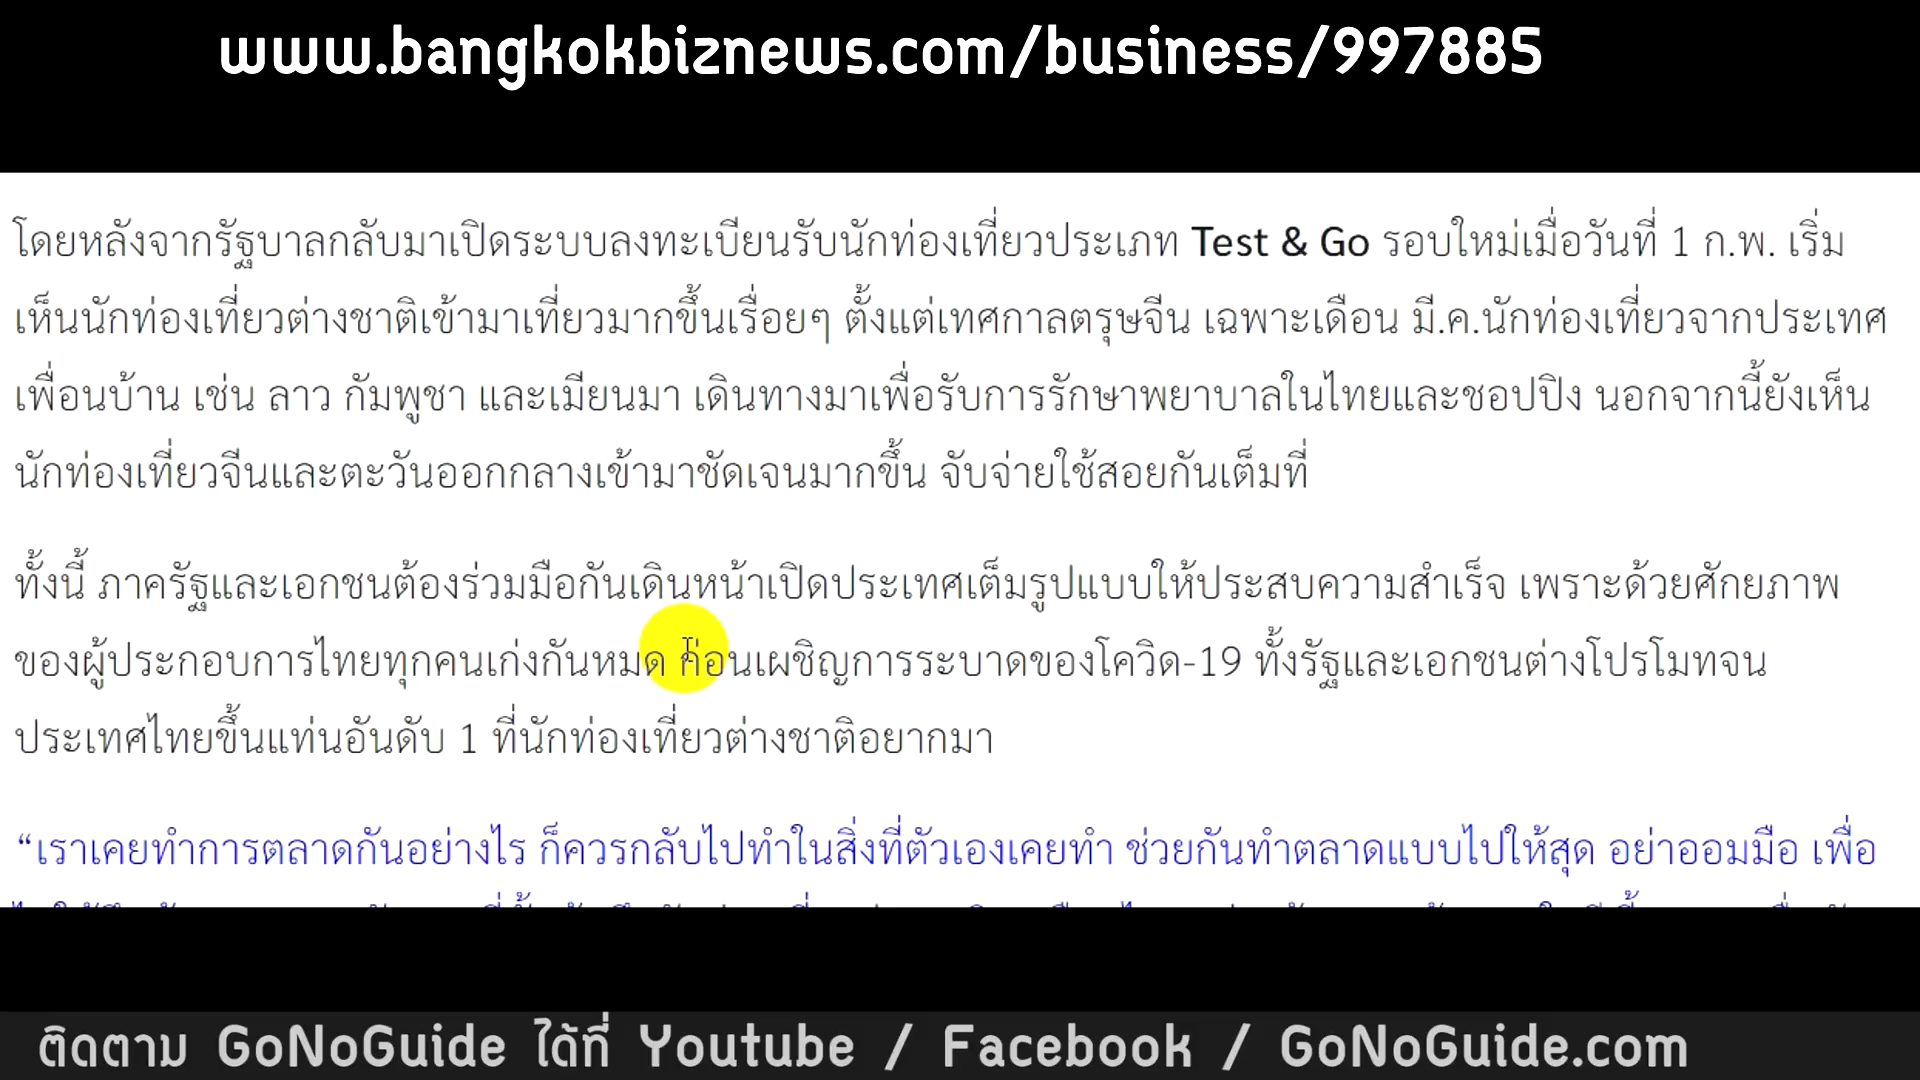 www.bangkokbiznews.com/business/997885
โดยหลังจากรัฐบาลกลับมาเปิดระบบลงทะเบียนรับนักท่องเที่ยวประเภท Test & Go รอบใหม่เมื่อวันที่ 1 ก.พ. เริ่ม
เห็นนักท่องเที่ยวต่างชาติเข้ามาเที่ยวมากขึ้นเรื่อยๆ ตั้งแต่เทศกาลตรุษจีน เฉพาะเดือน มี.ค.นักท่องเที่ยวจากประเทศ
เพื่อนบ้าน เช่น ลาว กัมพูชา และเมียนมา เดินทางมาเพื่อรับการรักษาพยาบาลในไทยและชอปปิง นอกจากนี้ยังเห็น
นักท่องเที่ยวจีนและตะวันออกกลางเข้ามาชัดเจนมากขึ้น จับจ่ายใช้สอยกันเต็มที่
ทั้งนี้ ภาครัฐและเอกชนต้องร่วมมือกันเดินหน้าเปิดประเทศเต็มรูปแบบให้ประสบความสำเร็จ เพราะด้วยศักยภาพ
ของผู้ประกอบการไทยทุกคนเก่งกันหมด ก่อนเผชิญการระบาดของโควิด-19 ทั้งรัฐและเอกชนต่างโปรโมทจน
ประเทศไทยขึ้นแท่นอันดับ 1 ที่นักท่องเที่ยวต่างชาติอยากมา
“เราเคยทำการตลาดกันอย่างไร ก็ควรกลับไปทำในสิ่งที่ตัวเองเคยทำ ช่วยกันทำตลาดแบบไปให้สุด อย่าออมมือ เพื่อ
ติดตาม GoNoGuide ได้ที่ Youtube / Facebook / GoNoGuide.com